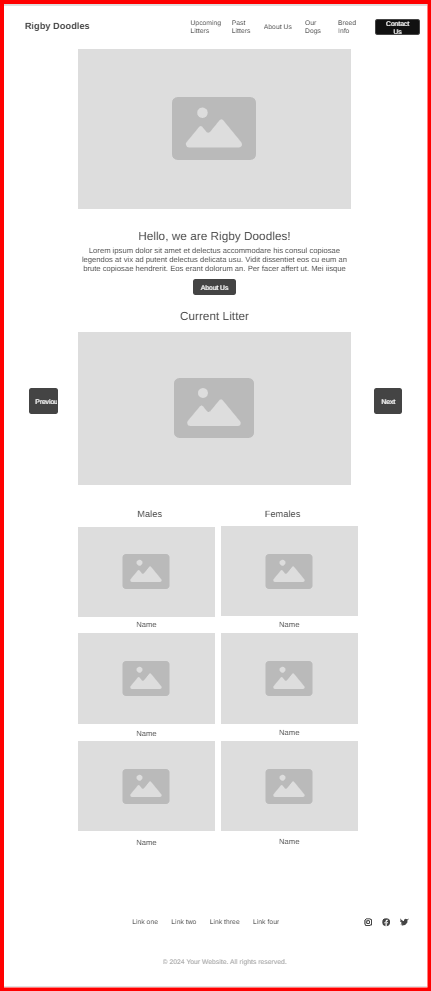 Rigby Doodles
Upcoming
Litters
Past
Litters
About Us
Our
Dogs
Breed
Info
Contact
Us
Hello, we are Rigby Doodles!
Lorem ipsum dolor sit amet et delectus accommodare his consul copiosae
legendos at vix ad putent delectus delicata usu. Vidit dissentiet eos cu eum an
brute copiosae hendrerit. Eos erant dolorum an. Per facer affert ut. Mei iisque
About Us
Current Litter
Previou
Next
Males
Females
Name
Name
Name
Name
Name
Name
Link one
Link two
Link three
Link four
© 2024 Your Website. All rights reserved.